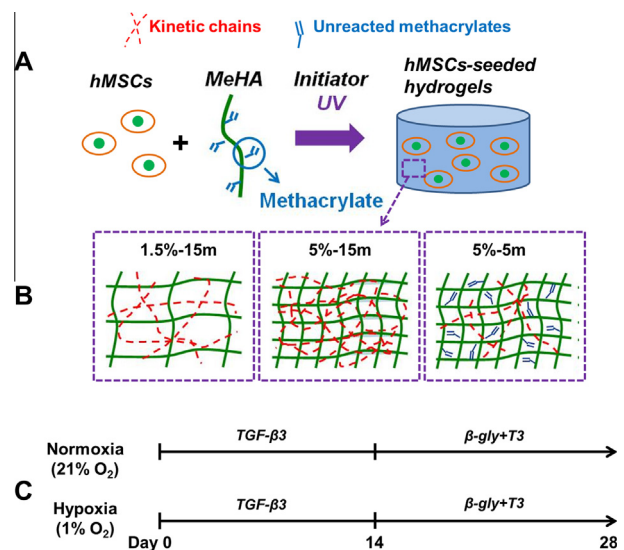 Kinetic chains
Unreacted methacrylates
A
hMSCs
MeHA
Initiator
UV
hMSCs-seeded
hydrogels
+
Methacrylate
B
1.5%-15m
5%-15m
5%-5m
C
Normoxia
(21% O₂)
TGF-β3
β-gly+T3
Hypoxia
(1% O₂)
TGF-β3
β-gly+T3
Day 0
14
28